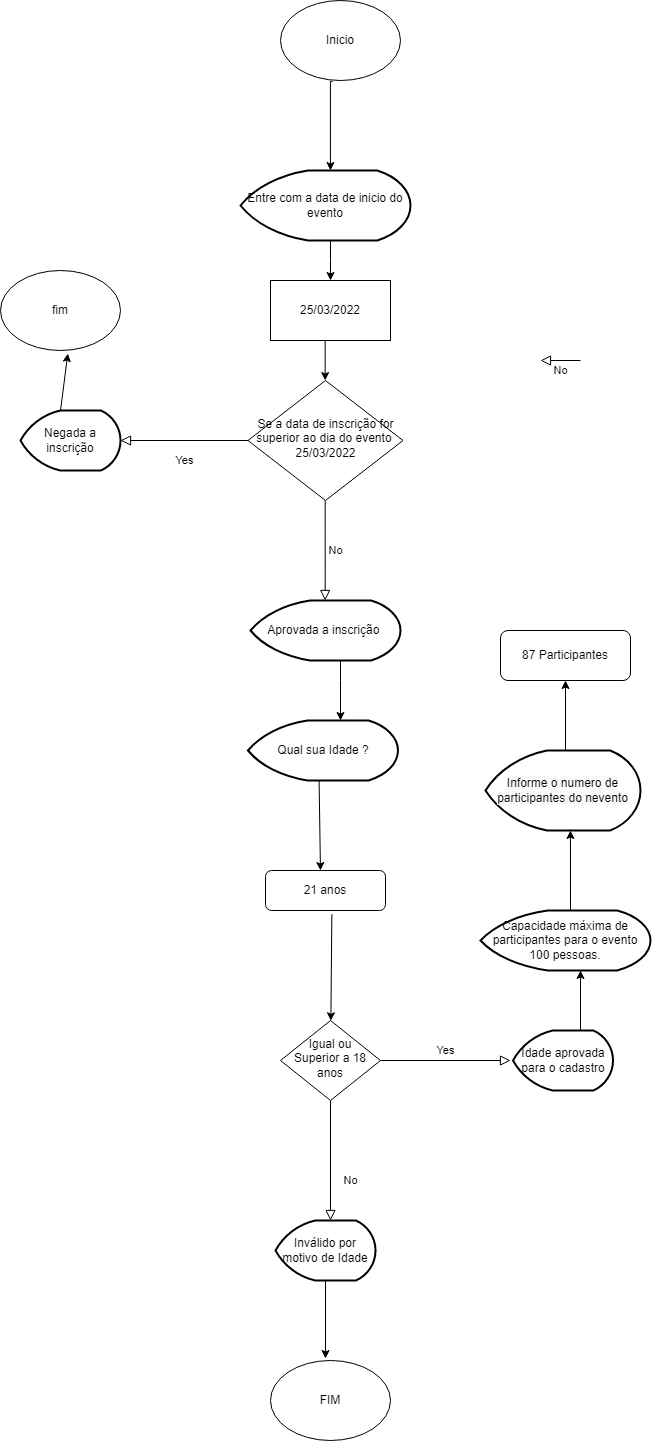 Inicio
Entre com a data de inicio do
evento
25/03/2022
fim
No
Se a data de inscrição for
superior ao dia do evento
25/03/2022
Negada a
inscrição
Yes
No
Aprovada a inscrição
87 Participantes
Qual sua Idade ?
Informe o numero de
participantes do nevento
21 anos
Capacidade máxima de
participantes para o evento
100 pessoas.
Igual ou
Superior a 18
anos
Yes
Idade aprovada
para o cadastro
No
Inválido por
motivo de Idade
FIM